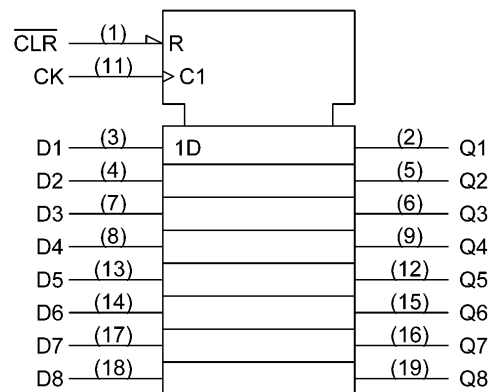 C̅L̅R̅ (1) R
CK (11) C1
D1 (3) 1D (2) Q1
D2 (4) (5) Q2
D3 (7) (6) Q3
D4 (8) (9) Q4
D5 (13) (12) Q5
D6 (14) (15) Q6
D7 (17) (16) Q7
D8 (18) (19) Q8